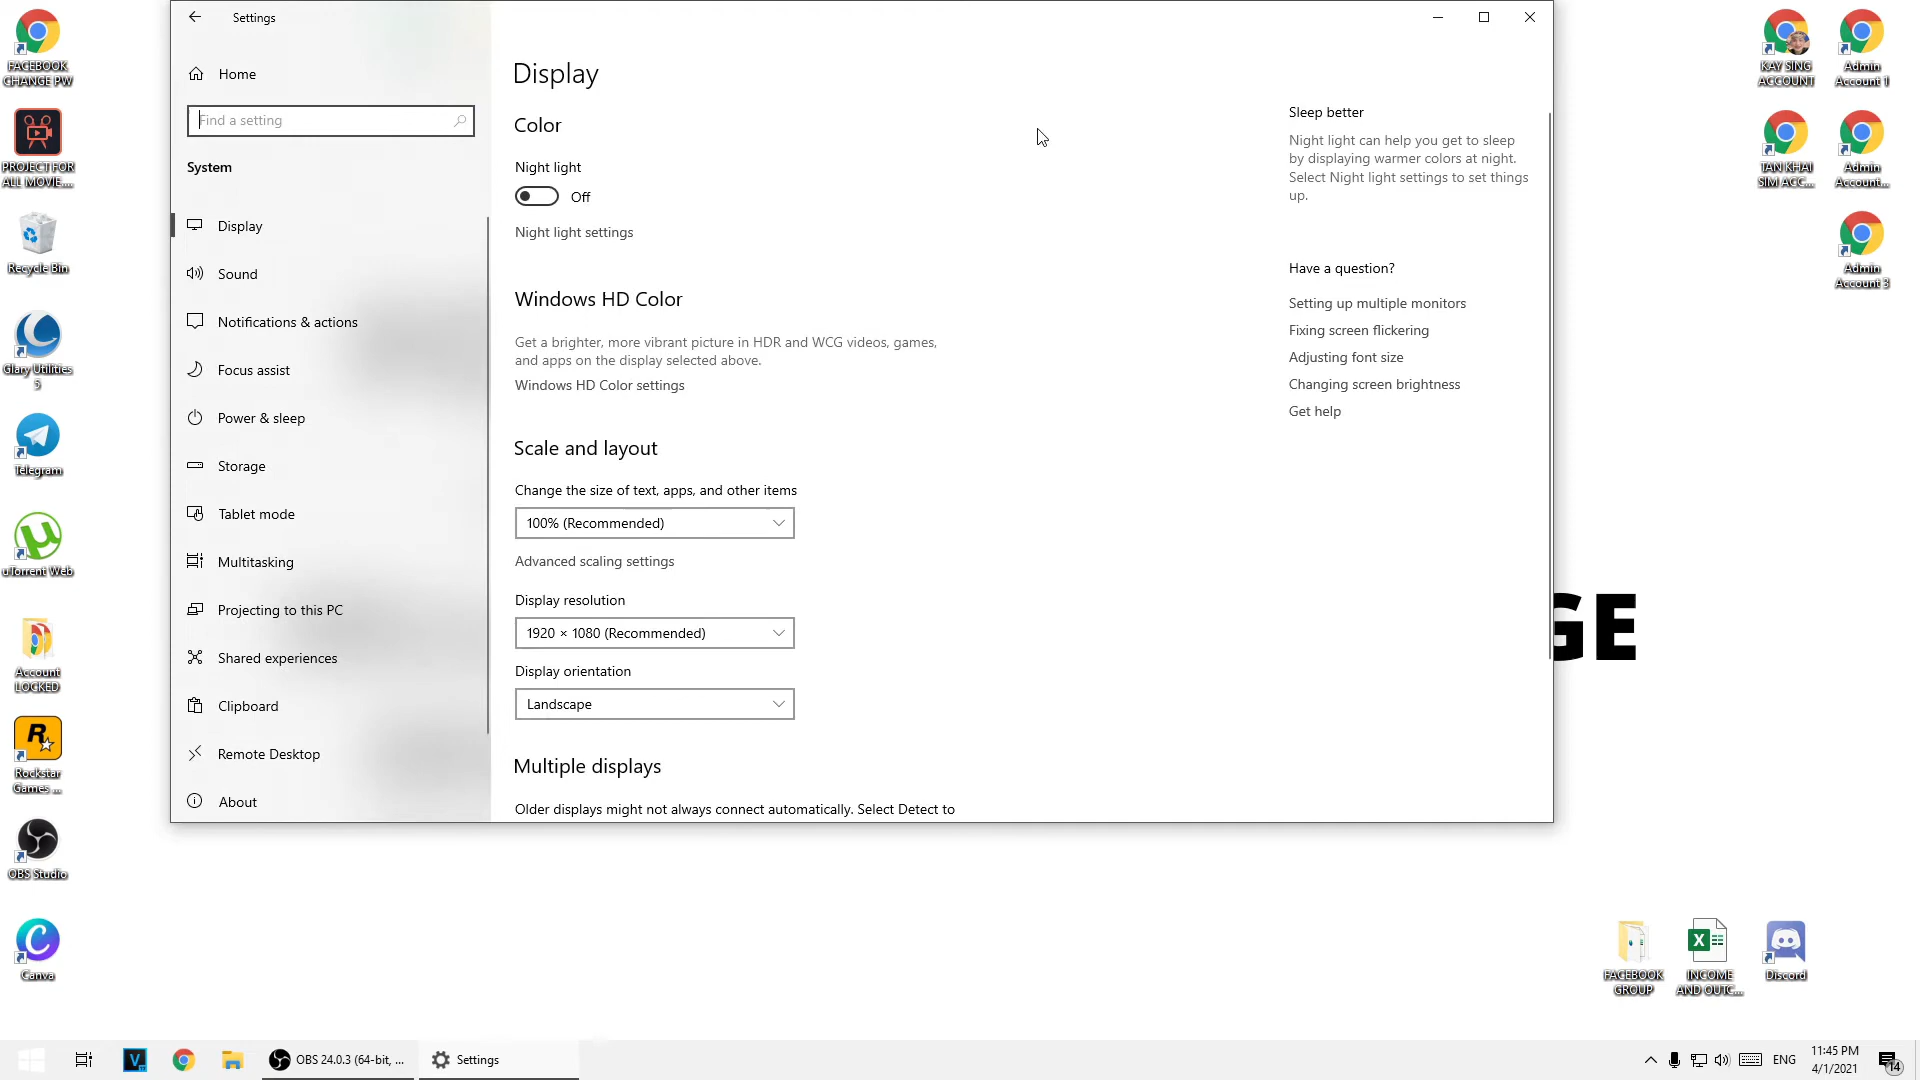 Settings
Home
Find a setting
System
Display
Sound
Notifications & actions
Focus assist
Power & sleep
Storage
Tablet mode
Multitasking
Projecting to this PC
Shared experiences
Clipboard
Remote Desktop
About
Display
Color
Night light
Off
Night light settings
Windows HD Color
Get a brighter, more vibrant picture in HDR and WCG videos, games,
and apps on the display selected above.
Windows HD Color settings
Scale and layout
Change the size of text, apps, and other items
100% (Recommended)
Advanced scaling settings
Display resolution
1920 × 1080 (Recommended)
Display orientation
Landscape
Multiple displays
Older displays might not always connect automatically. Select Detect to
Sleep better
Night light can help you get to sleep
by displaying warmer colors at night.
Select Night light settings to set things
up.
Have a question?
Setting up multiple monitors
Fixing screen flickering
Adjusting font size
Changing screen brightness
Get help
FACEBOOK
CHANGE PW
PROJECT FOR
ALL MOVIE....
Recycle Bin
Glary Utilities
5
Telegram
uTorrent Web
Account
LOCKED
Rockstar
Games ...
OBS Studio
Canva
KAY SING
ACCOUNT
Admin
Account 1
TAN KHAI
SIM ACC...
Admin
Account...
Admin
Account 3
GE
FACEBOOK
GROUP
INCOME
AND OUTC...
Discord
OBS 24.0.3 (64-bit, ...
Settings
ENG
11:45 PM
4/1/2021
14